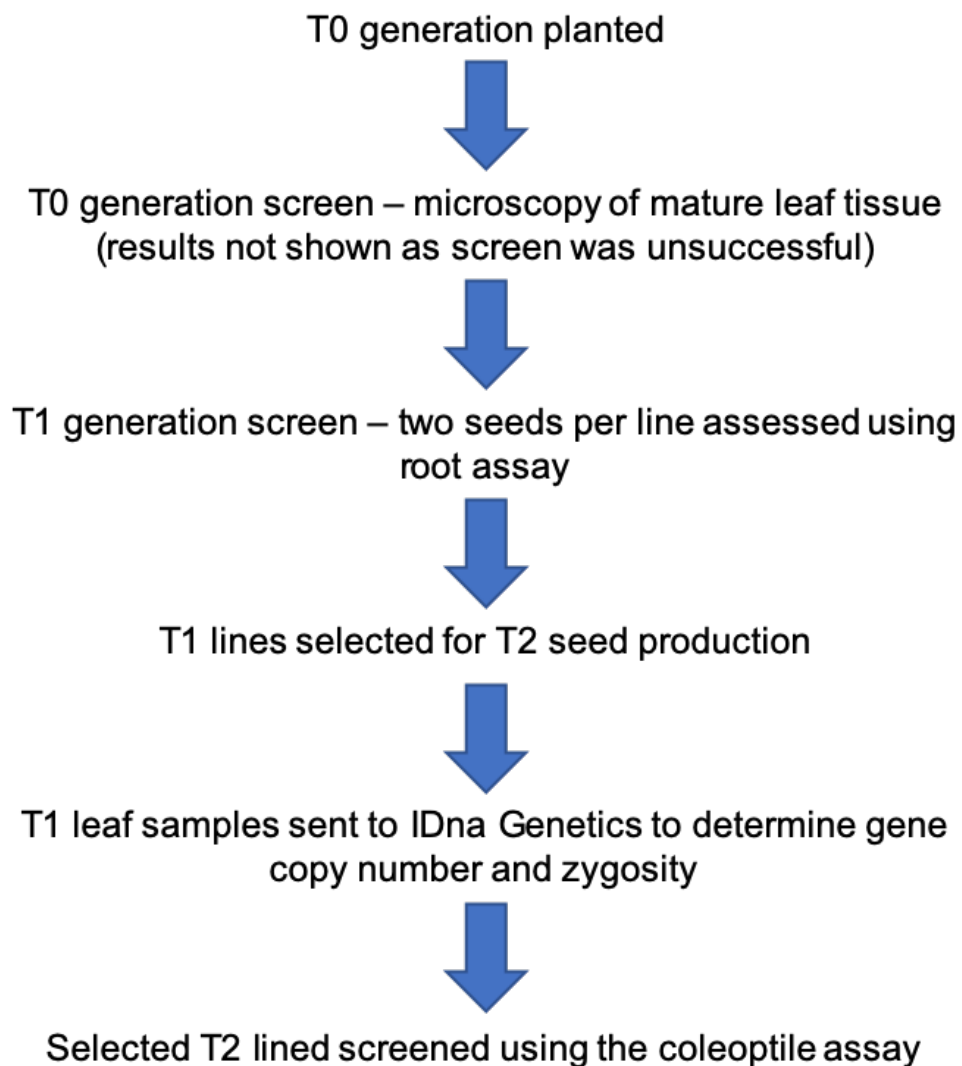 T0 generation planted
T0 generation screen – microscopy of mature leaf tissue
(results not shown as screen was unsuccessful)
T1 generation screen – two seeds per line assessed using
root assay
T1 lines selected for T2 seed production
T1 leaf samples sent to IDna Genetics to determine gene
copy number and zygosity
Selected T2 lined screened using the coleoptile assay